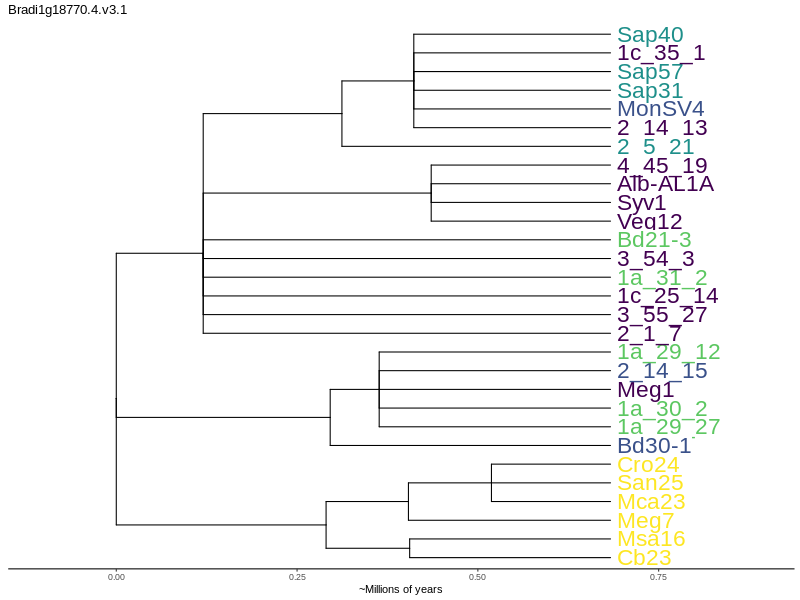 Bradi1g18770.4.v3.1
Sap40
1c_35_1
Sap57
Sap31
MonSV4
2_14_13
2_5_21
4_45_19
Alb-AL1A
Syv1
Veg12
Bd21-3
3_54_3
1a_31_2
1c_25_14
3_55_27
2_1_7
1a_29_12
2_14_15
Meg1
1a_30_2
1a_29_27
Bd30-1
Cro24
San25
Mca23
Meg7
Msa16
Cb23
0.00 0.25 0.50 0.75
~Millions of years